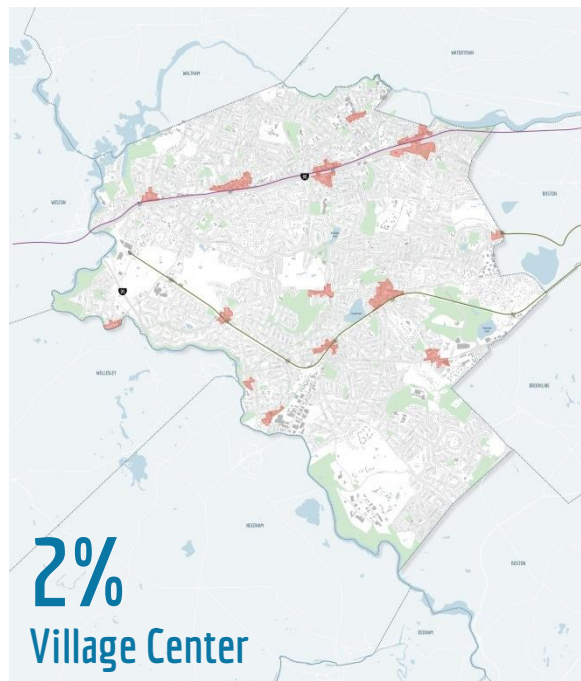 WATERTOWN
WALTHAM
WESTON
BOSTON
WELLESLEY
BROOKLINE
NEEDHAM
BOSTON
DEDHAM
2%
Village Center